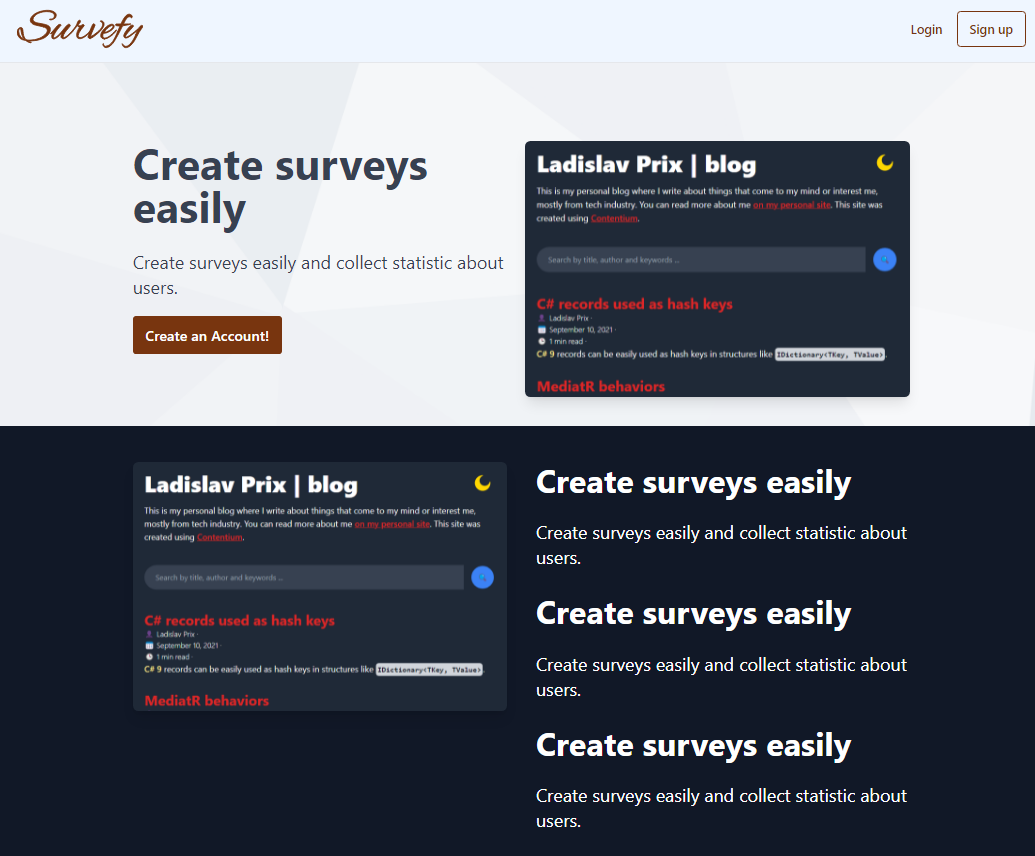 Survefy
Login
Sign up
Create surveys
easily
Create surveys easily and collect statistic about
users.
Create an Account!
Ladislav Prix | blog
This is my personal blog where I write about things that come to my mind or interest me,
mostly from tech industry. You can read more about me on my personal site. This site was
created using Contentium.
Search by title, author and keywords ...
C# records used as hash keys
Ladislav Prix ·
September 10, 2021 ·
1 min read ·
C# 9 records can be easily used as hash keys in structures like IDictionary<TKey, TValue>.
MediatR behaviors
Ladislav Prix | blog
This is my personal blog where I write about things that come to my mind or interest me,
mostly from tech industry. You can read more about me on my personal site. This site was
created using Contentium.
Search by title, author and keywords ...
C# records used as hash keys
Ladislav Prix ·
September 10, 2021 ·
1 min read ·
C# 9 records can be easily used as hash keys in structures like IDictionary<TKey, TValue>.
MediatR behaviors
Create surveys easily
Create surveys easily and collect statistic about
users.
Create surveys easily
Create surveys easily and collect statistic about
users.
Create surveys easily
Create surveys easily and collect statistic about
users.